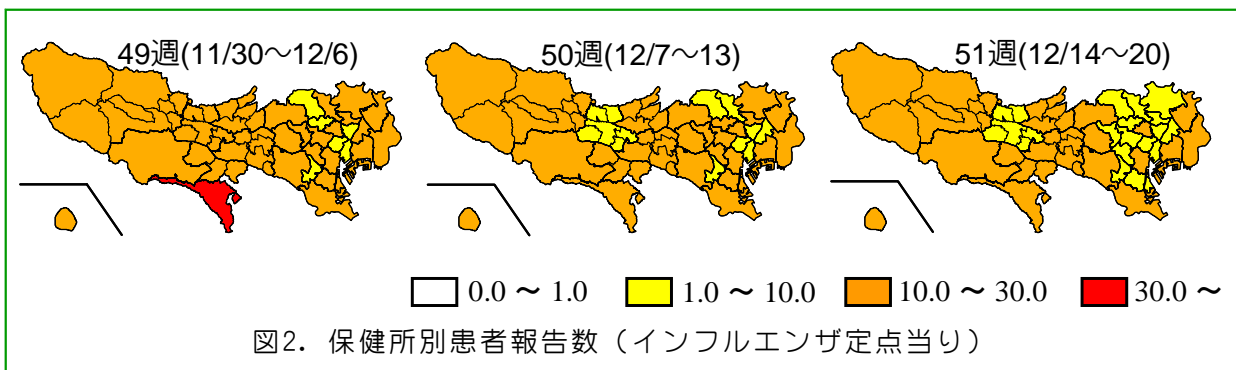 49週(11/30～12/6)
50週(12/7～13)
51週(12/14～20)
0.0 ～ 1.0
1.0 ～ 10.0
10.0 ～ 30.0
30.0 ～
図2. 保健所別患者報告数（インフルエンザ定点当り）